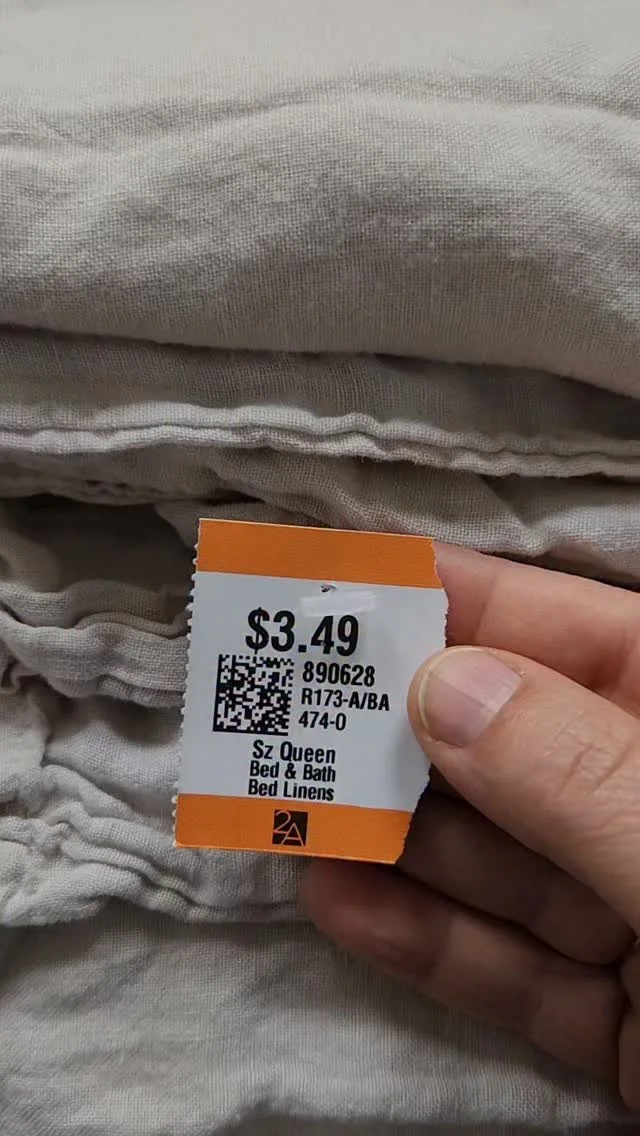 $3.49
890628
R173-A/BA
474-0
Sz Queen
Bed & Bath
Bed Linens
2A